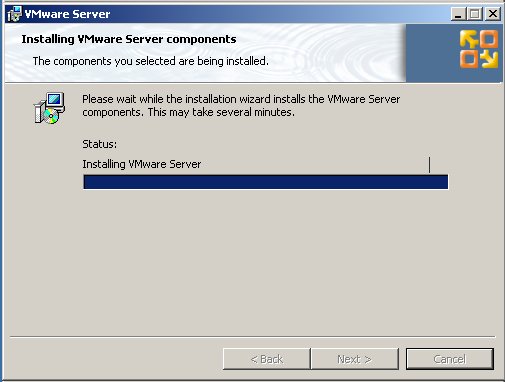 VMware Server
Installing VMware Server components
The components you selected are being installed.
Please wait while the installation wizard installs the VMware Server
components. This may take several minutes.
Status:
Installing VMware Server
< Back
Next >
Cancel